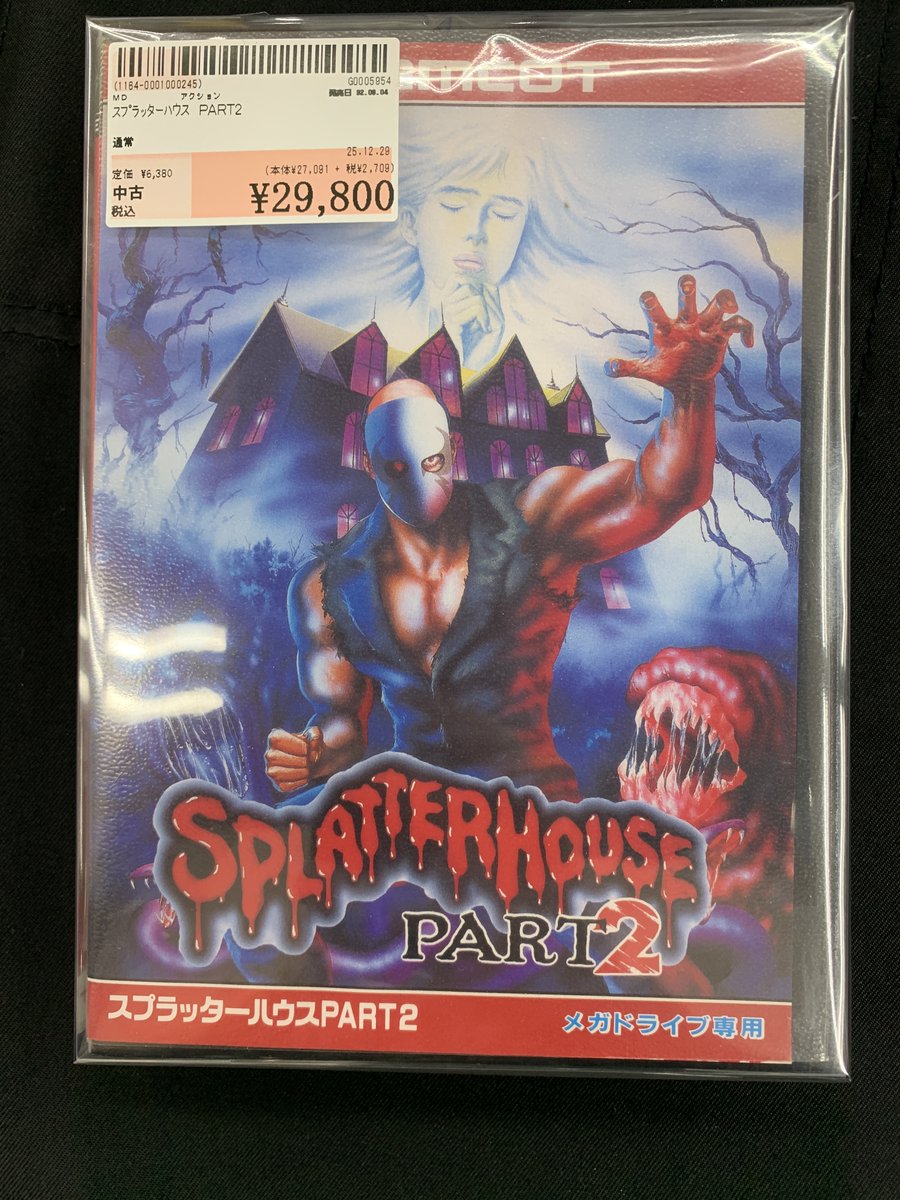 (1164-0001000245) G0005954
MD アクション 発売日 92.08.04
スプラッターハウス PART2
通常
25.12.29
定価 ¥6,380 (本体¥27,091 + 税¥2,709)
中古
税込
¥29,800
NAMCOT
SPLATTERHOUSE
PART2
スプラッターハウスPART2
メガドライブ専用